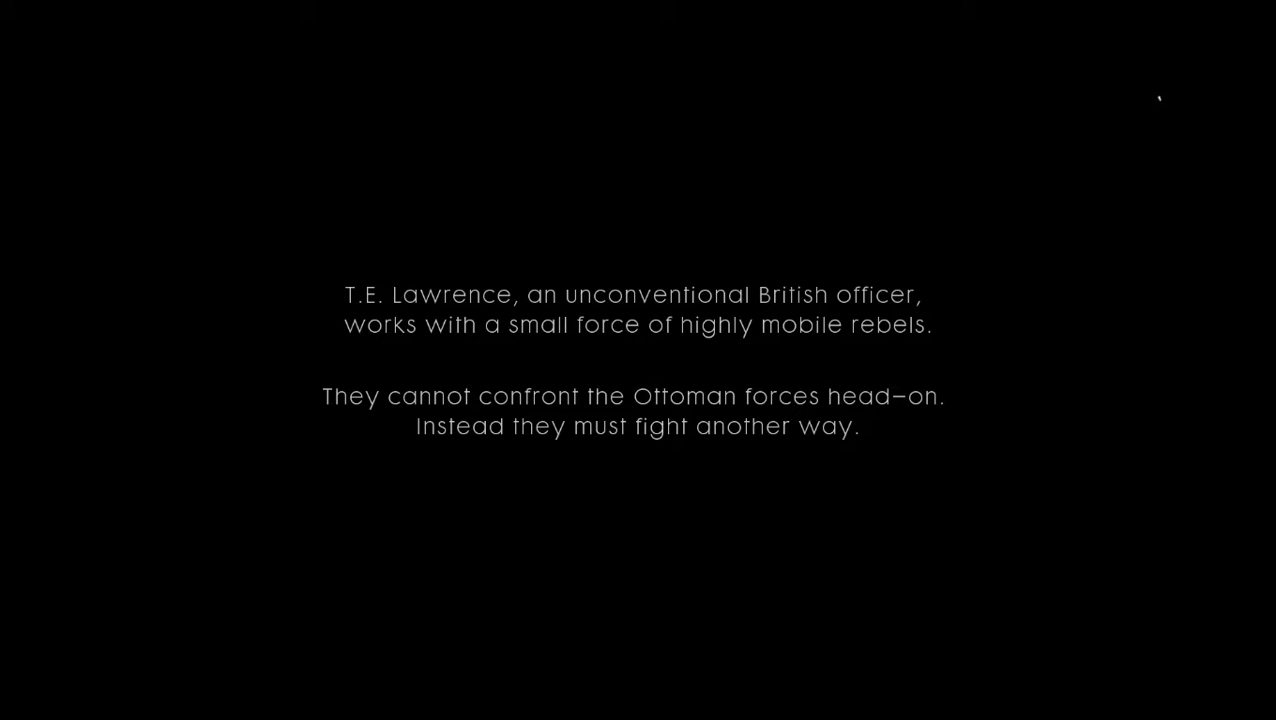 T.E. Lawrence, an unconventional British officer,
works with a small force of highly mobile rebels.
They cannot confront the Ottoman forces head-on.
Instead they must fight another way.